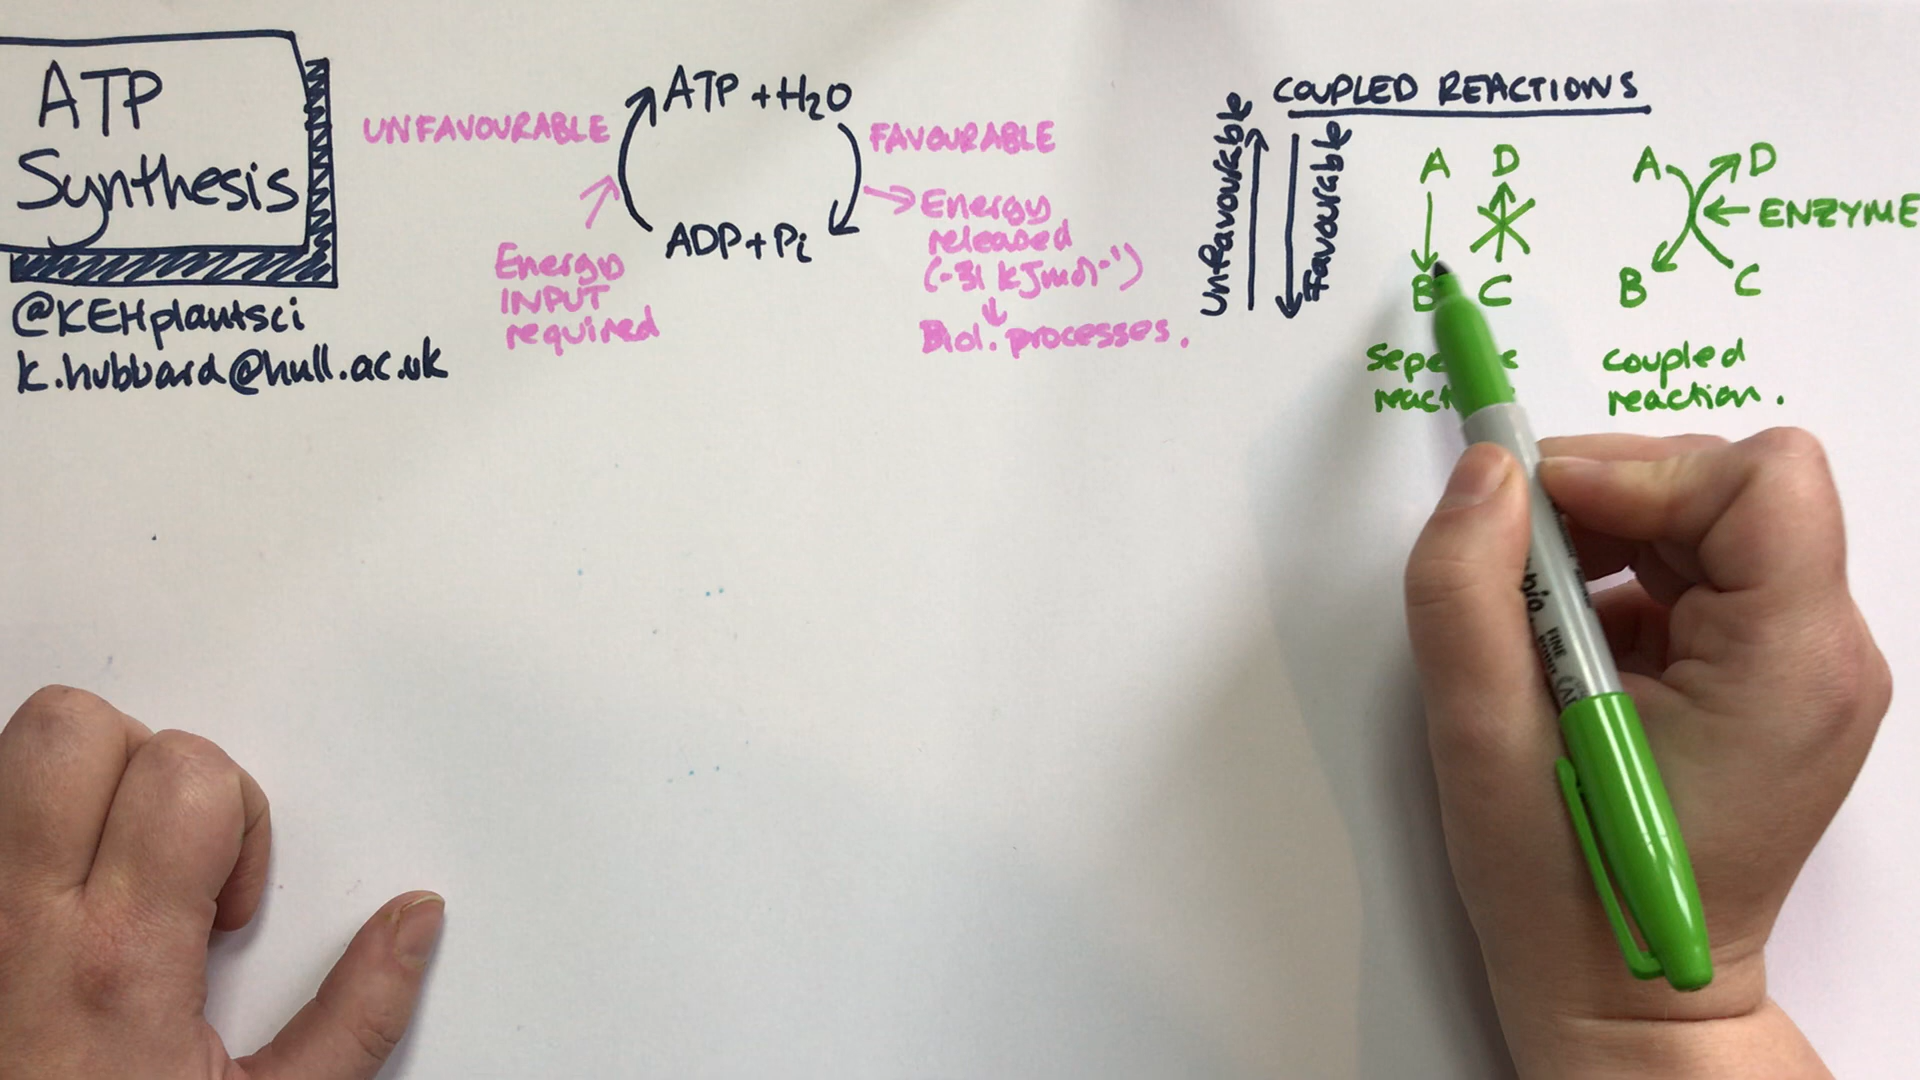 ATP
Synthesis
@KEHplantsci
k.hubbard@hull.ac.uk
UNFAVOURABLE
Energy
INPUT
required
ATP + H2O
ADP + Pi
FAVOURABLE
Energy
released
(-31 kJmol-1)
Biol. processes.
COUPLED REACTIONS
Unfavourable
Favourable
A D
B C
A D
ENZYME
B C
coupled
reaction.